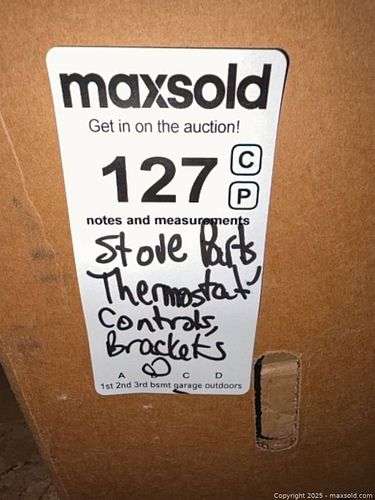 maxsold
Get in on the auction!
127 C
P
notes and measurements
Stove Parts
Thermostat
Controls,
Brackets
A B C D
1st 2nd 3rd bsmt garage outdoors
Copyright 2025 - maxsold.com